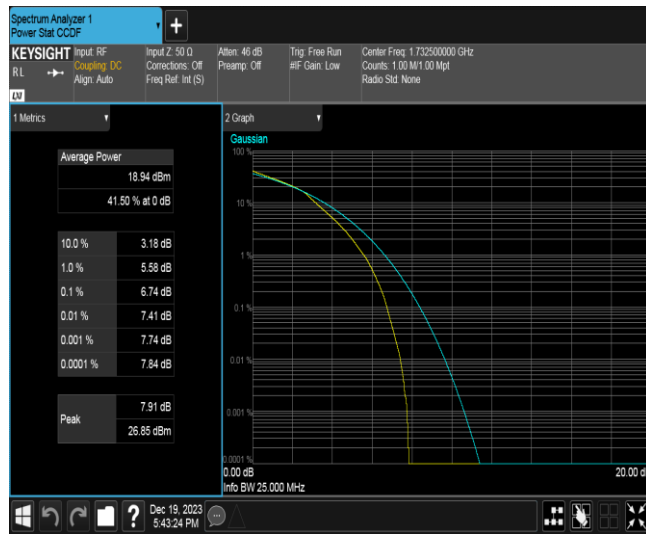 Spectrum Analyzer 1
Power Stat CCDF
+
KEYSIGHT
RL
LXI
Input: RF
Coupling: DC
Align: Auto
Input Z: 50 Ω
Corrections: Off
Freq Ref: Int (S)
Atten: 46 dB
Preamp: Off
Trig: Free Run
#IF Gain: Low
Center Freq: 1.732500000 GHz
Counts: 1.00 M/1.00 Mpt
Radio Std: None
1 Metrics
Average Power
18.94 dBm
41.50 % at 0 dB
10.0 % 3.18 dB
1.0 % 5.58 dB
0.1 % 6.74 dB
0.01 % 7.41 dB
0.001 % 7.74 dB
0.0001 % 7.84 dB
Peak
7.91 dB
26.85 dBm
2 Graph
Gaussian
100 %
10 %
1 %
0.1 %
0.01 %
0.001 %
0.0001 %
0.00 dB
20.00 d
Info BW 25.000 MHz
?
Dec 19, 2023
5:43:24 PM